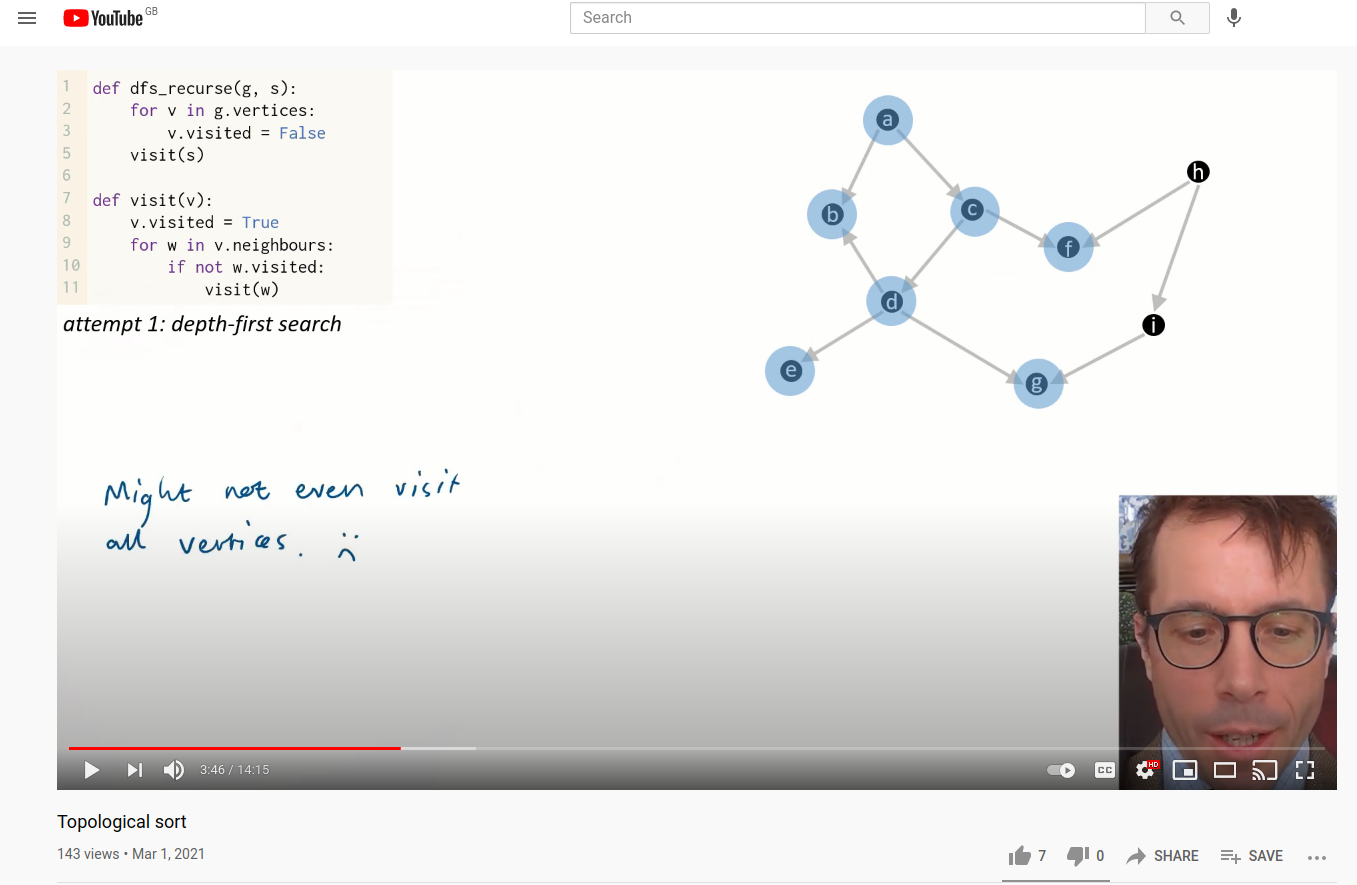 YouTube GB
Search
1 def dfs_recurse(g, s):
2 for v in g.vertices:
3 v.visited = False
5 visit(s)
6
7 def visit(v):
8 v.visited = True
9 for w in v.neighbours:
10 if not w.visited:
11 visit(w)
attempt 1: depth-first search
a
h
b
c
f
d
i
e
g
Might not even visit
all vertices. :(
3:46 / 14:15
CC
HD
Topological sort
143 views • Mar 1, 2021
7
0
SHARE
SAVE